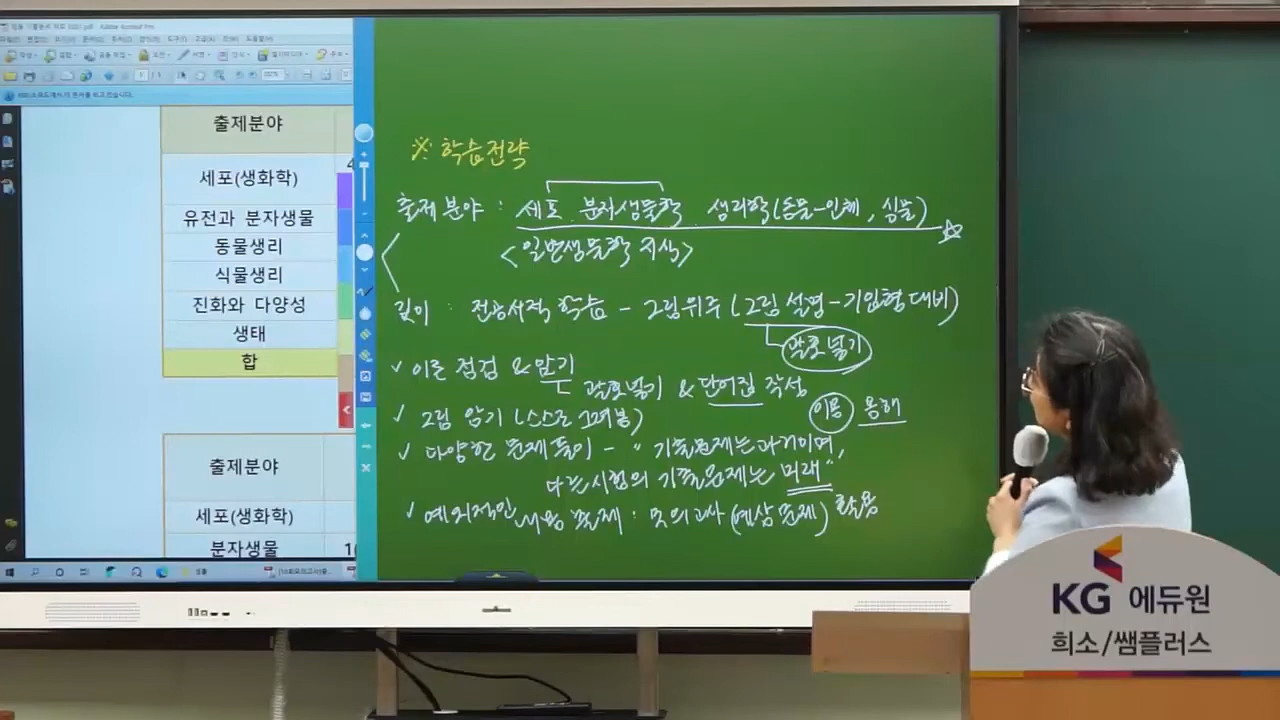 출제분야
세포(생화학)
유전과 분자생물
동물생리
식물생리
진화와 다양성
생태
합
출제분야
세포(생화학)
분자생물
※ 학습전략
출제 분야 : 세포, 분자생물학, 생리학(동물-인체, 식물)
<일반생물학 지식>
깊이 : 전공서적 학습 - 그림위주 (그림 설명-기입형 대비)
괄호넣기
✓ 이론 점검 & 암기
괄호넣기 & 단어집 작성
✓ 그림 암기 (스스로 그려봄)
이용 응해
✓ 다양한 문제풀이 - "기출문제는 과거이며,
다른시험의 기출문제는 미래"
✓ 예외적인 내용 출제 : 모의고사 (예상문제) 활용
KG 에듀원
희소/쌤플러스